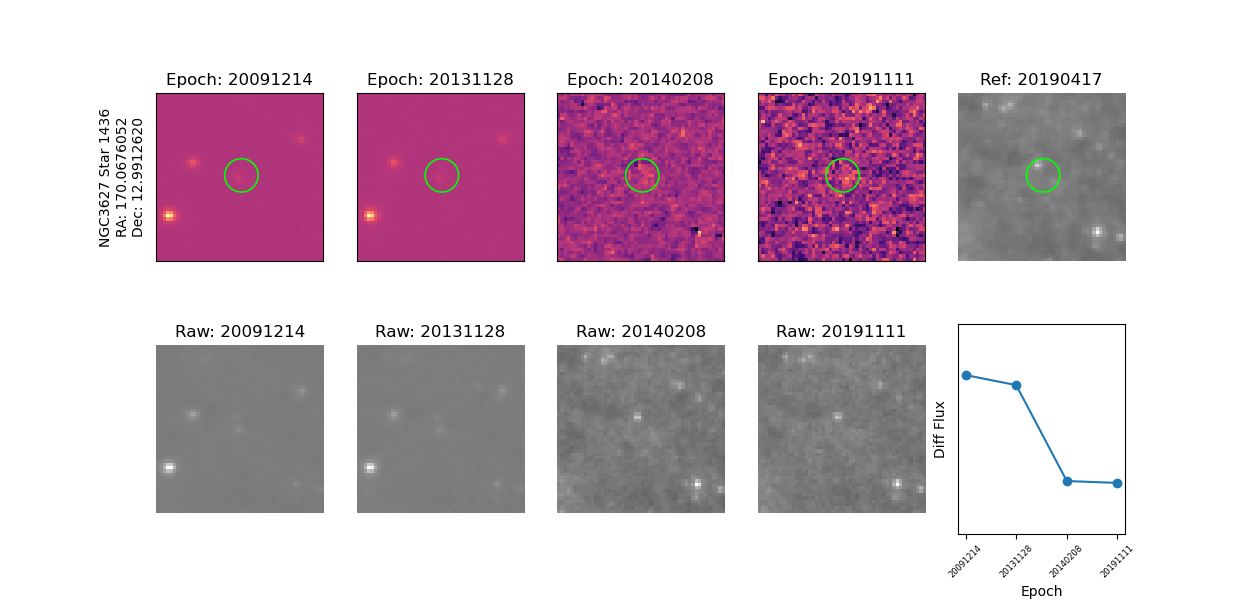 Epoch: 20091214
Epoch: 20131128
Epoch: 20140208
Epoch: 20191111
Ref: 20190417
NGC3627 Star 1436
RA: 170.0676052
Dec: 12.9912620
Raw: 20091214
Raw: 20131128
Raw: 20140208
Raw: 20191111
Diff Flux
20091214
20131128
20140208
20191111
Epoch